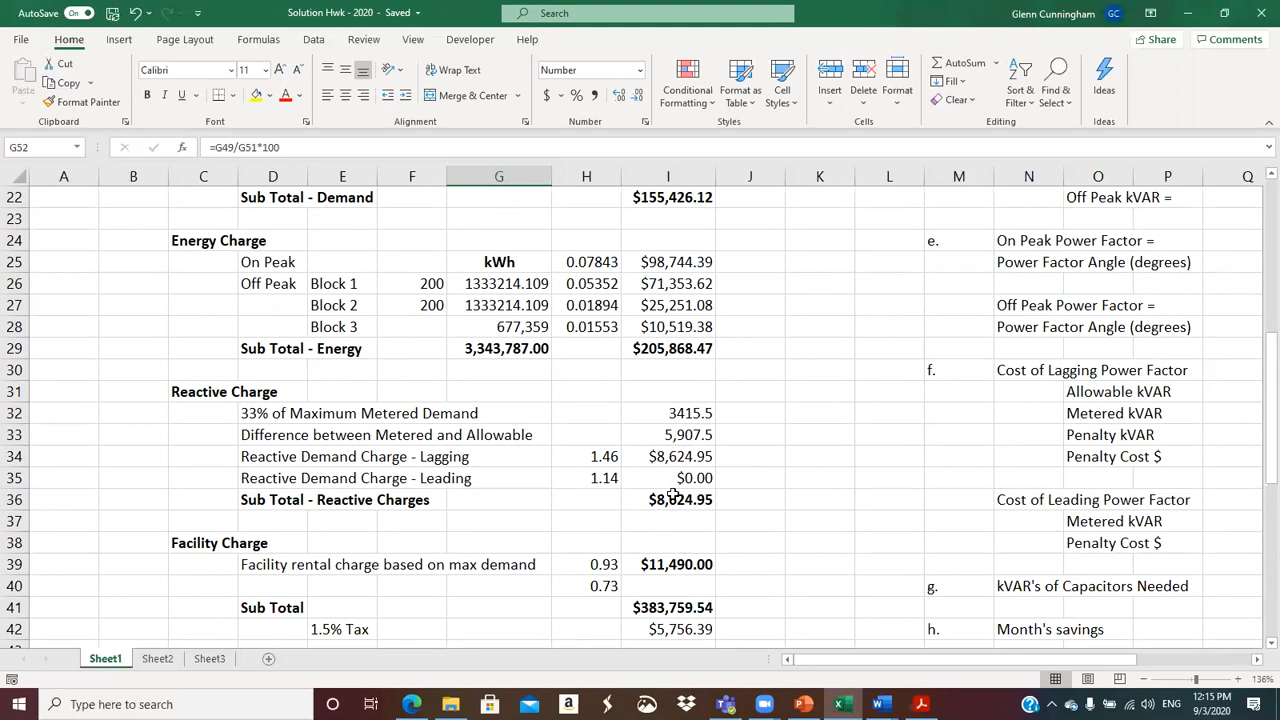 AutoSave On Solution Hwk - 2020 - Saved Search Glenn Cunningham GC
File Home Insert Page Layout Formulas Data Review View Developer Help Share Comments
Cut Calibri 11 Wrap Text Number AutoSum
Copy Fill
Paste Format Painter B I U Merge & Center $ % Conditional Formatting Format as Table Cell Styles Insert Delete Format Clear Sort & Filter Find & Select Ideas
Clipboard Font Alignment Number Styles Cells Editing Ideas
G52 fx =G49/G51*100
A B C D E F G H I J K L M N O P Q
22 Sub Total - Demand $155,426.12 Off Peak kVAR =
23
24 Energy Charge e. On Peak Power Factor =
25 On Peak kWh 0.07843 $98,744.39 Power Factor Angle (degrees)
26 Off Peak Block 1 200 1333214.109 0.05352 $71,353.62
27 Block 2 200 1333214.109 0.01894 $25,251.08 Off Peak Power Factor =
28 Block 3 677,359 0.01553 $10,519.38 Power Factor Angle (degrees)
29 Sub Total - Energy 3,343,787.00 $205,868.47
30 f. Cost of Lagging Power Factor
31 Reactive Charge Allowable kVAR
32 33% of Maximum Metered Demand 3415.5 Metered kVAR
33 Difference between Metered and Allowable 5,907.5 Penalty kVAR
34 Reactive Demand Charge - Lagging 1.46 $8,624.95 Penalty Cost $
35 Reactive Demand Charge - Leading 1.14 $0.00
36 Sub Total - Reactive Charges $8,624.95 Cost of Leading Power Factor
37 Metered kVAR
38 Facility Charge Penalty Cost $
39 Facility rental charge based on max demand 0.93 $11,490.00
40 0.73 g. kVAR's of Capacitors Needed
41 Sub Total $383,759.54
42 1.5% Tax $5,756.39 h. Month's savings
Sheet1 Sheet2 Sheet3
136%
Type here to search ENG 12:15 PM
9/3/2020